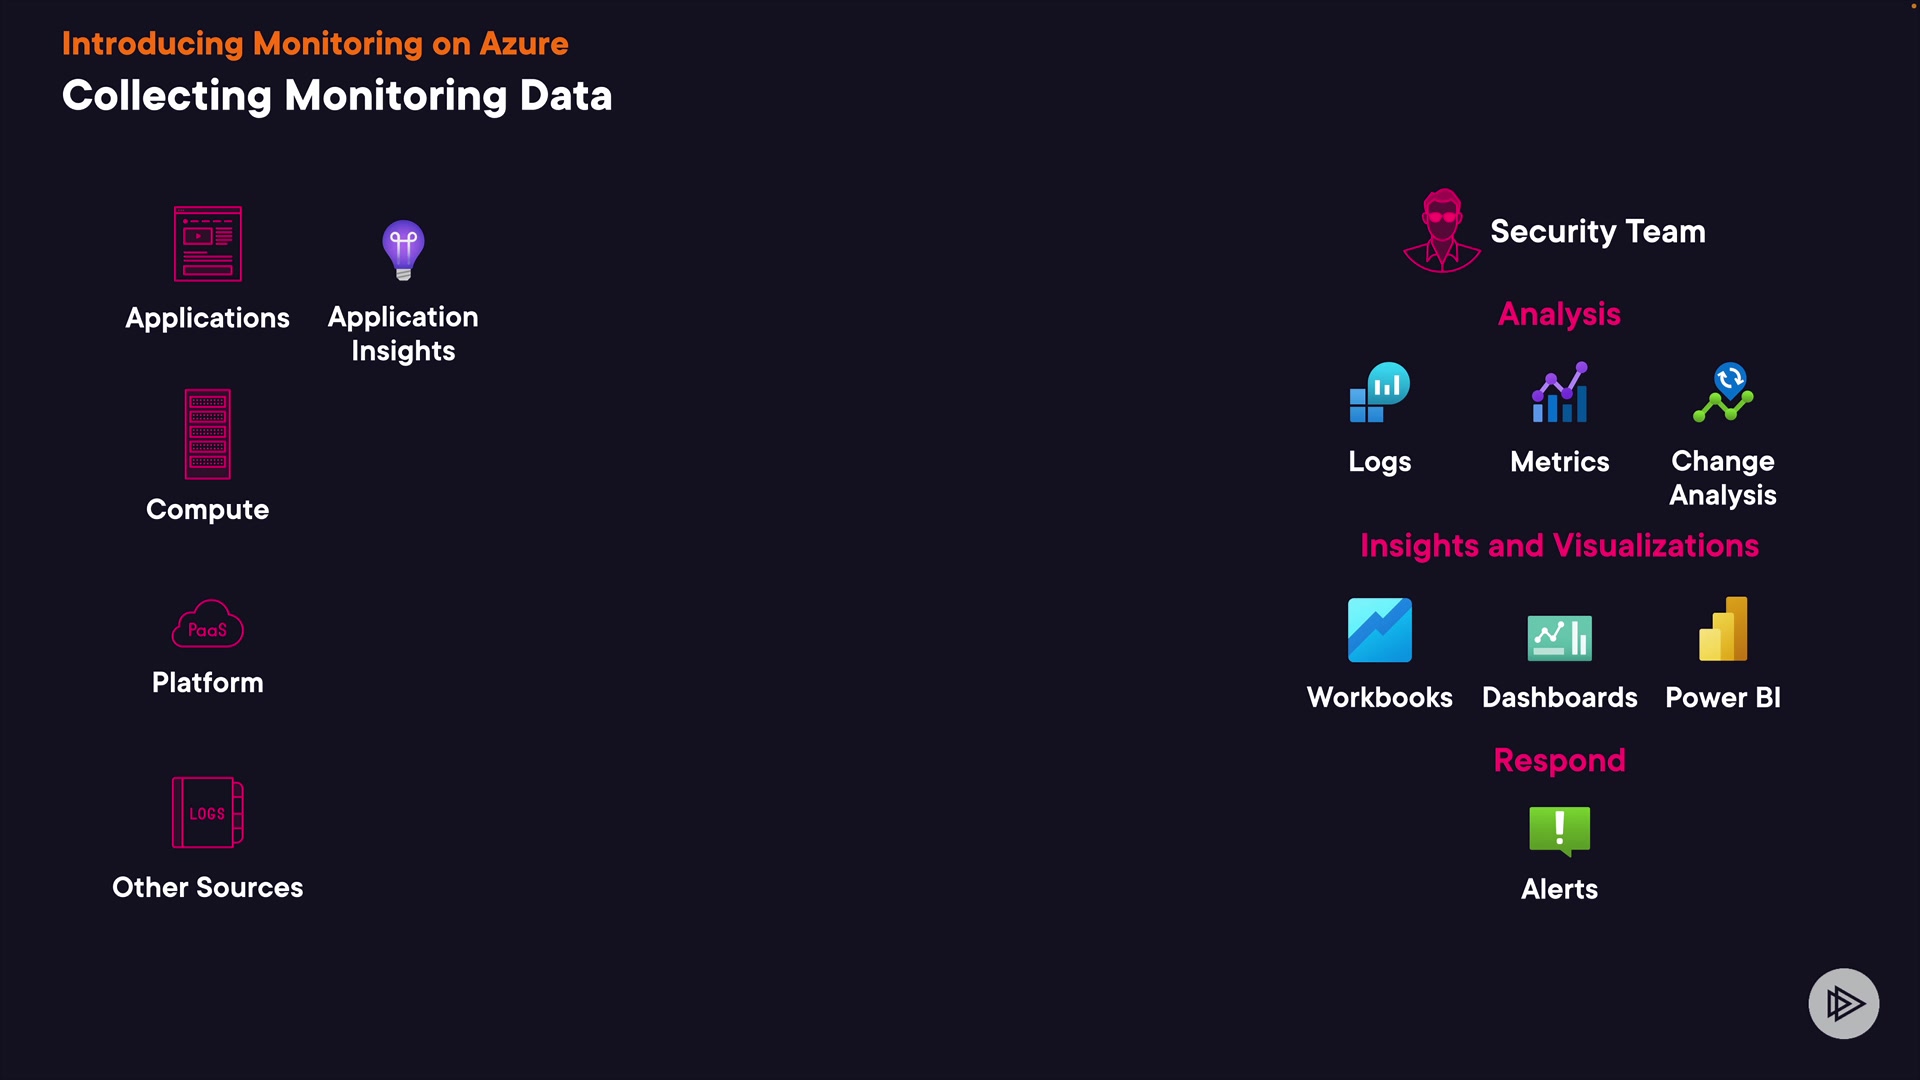 Introducing Monitoring on Azure
Collecting Monitoring Data
Applications
Application
Insights
Compute
PaaS
Platform
LOGS
Other Sources
Security Team
Analysis
Logs
Metrics
Change
Analysis
Insights and Visualizations
Workbooks
Dashboards
Power BI
Respond
!
Alerts